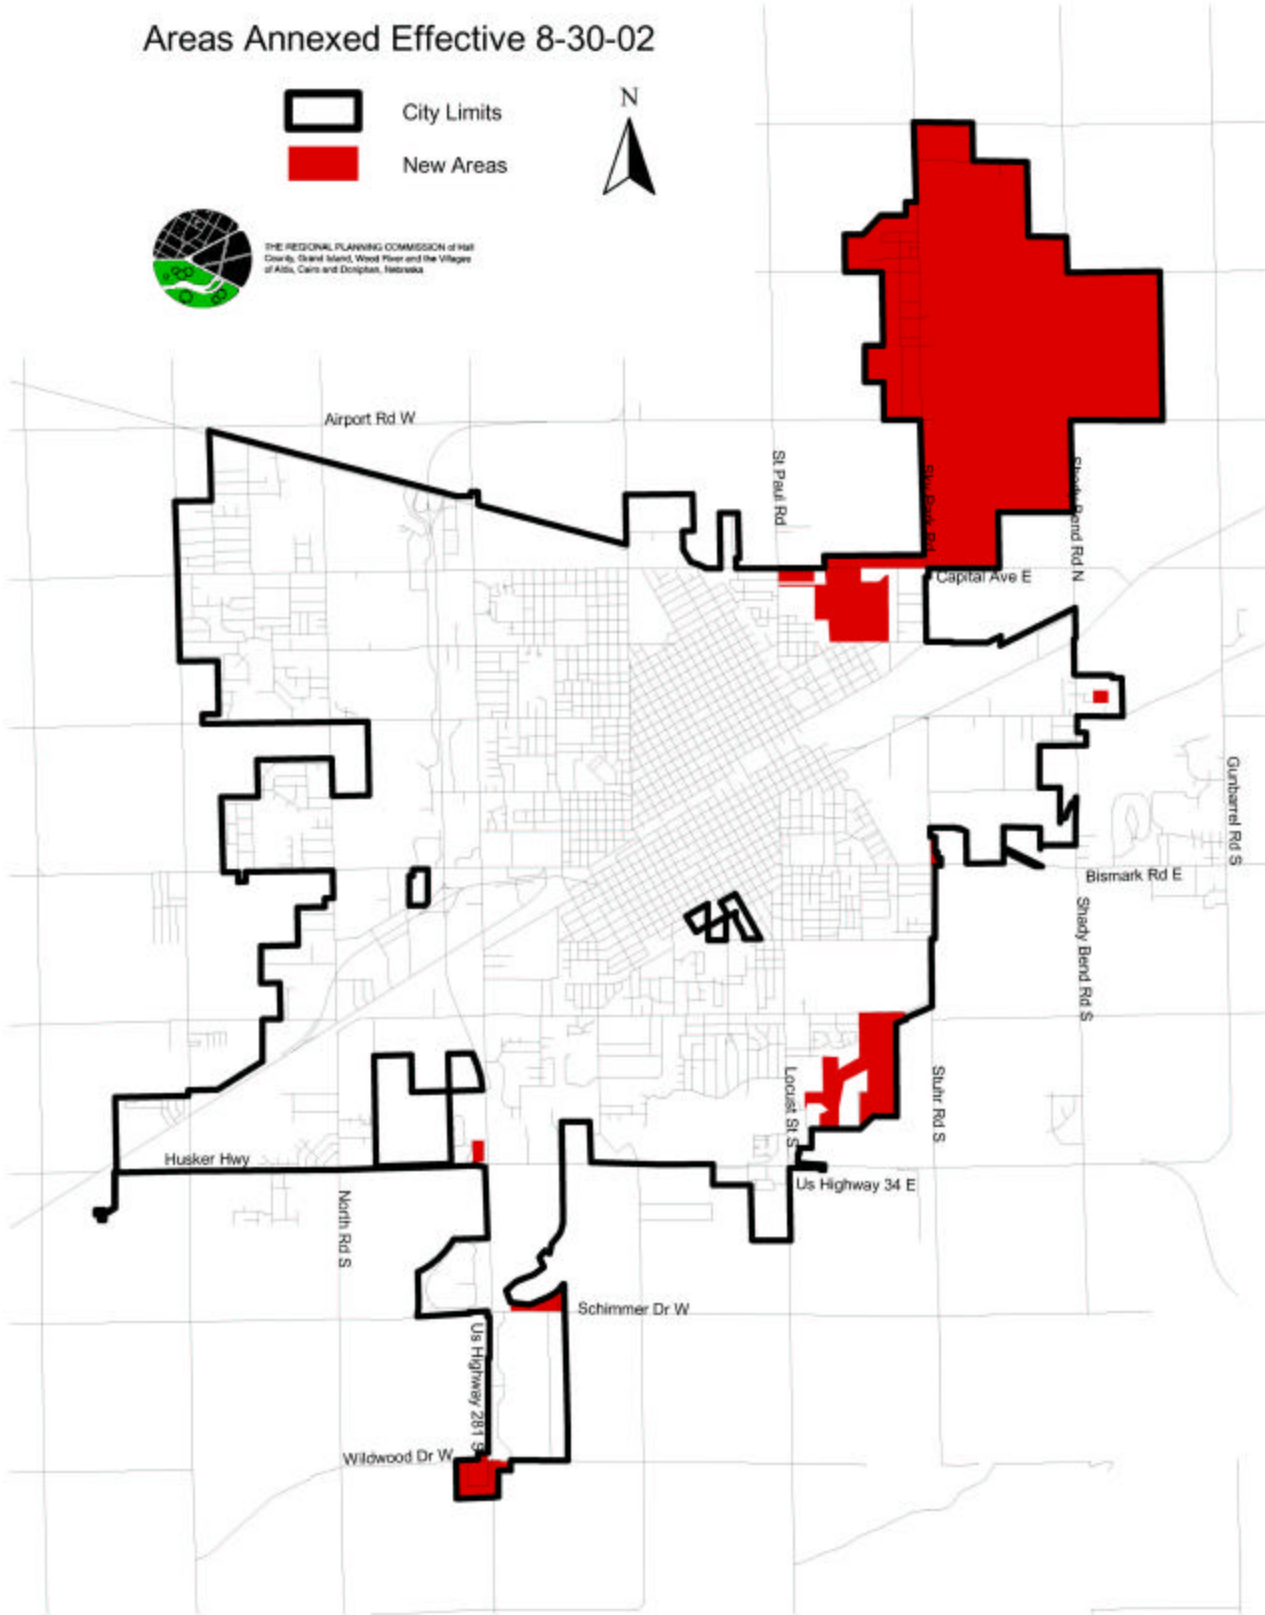 Areas Annexed Effective 8-30-02
City Limits
New Areas
N
THE REGIONAL PLANNING COMMISSION of Hall
County, Grand Island, Wood River and the Villages
of Alda, Cairo and Doniphan, Nebraska
Airport Rd W
St Paul Rd
Sky Park Rd
Shady Bend Rd N
Capital Ave E
Gunbarrel Rd S
Bismark Rd E
Shady Bend Rd S
Locust St S
Stuhr Rd S
Husker Hwy
Us Highway 34 E
North Rd S
Schimmer Dr W
Us Highway 281 S
Wildwood Dr W